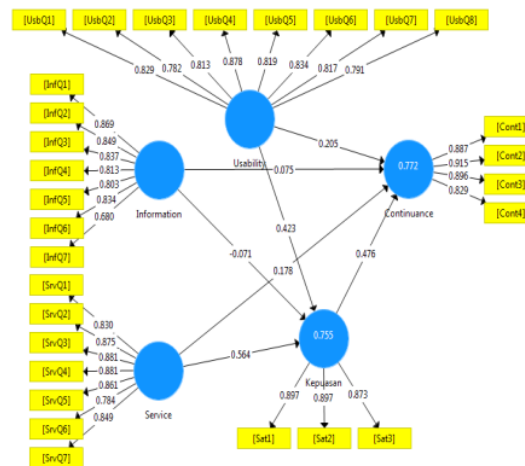 [UsbQ1] [UsbQ2] [UsbQ3] [UsbQ4] [UsbQ5] [UsbQ6] [UsbQ7] [UsbQ8]
0.829 0.782 0.813 0.878 0.819 0.834 0.817 0.791
Usability
[InfQ1]
[InfQ2]
[InfQ3]
[InfQ4]
[InfQ5]
[InfQ6]
[InfQ7]
0.869
0.849
0.837
0.813
0.803
0.834
0.680
Information
[SrvQ1]
[SrvQ2]
[SrvQ3]
[SrvQ4]
[SrvQ5]
[SrvQ6]
[SrvQ7]
0.830
0.875
0.881
0.881
0.861
0.784
0.849
Service
0.205
0.075
0.423
-0.071
0.178
0.564
0.476
0.772
Continuance
0.887
0.915
0.896
0.829
[Cont1]
[Cont2]
[Cont3]
[Cont4]
0.755
Kepuasan
0.897 0.897 0.873
[Sat1] [Sat2] [Sat3]